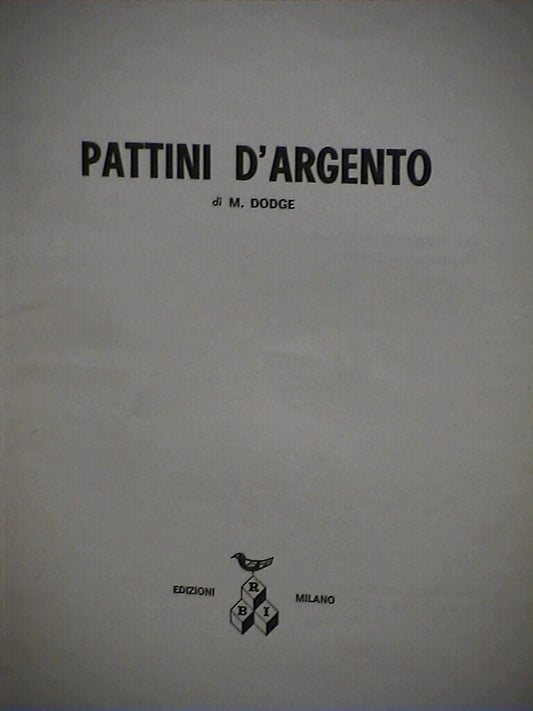 PATTINI D'ARGENTO
di M. DODGE
R
EDIZIONI B I MILANO